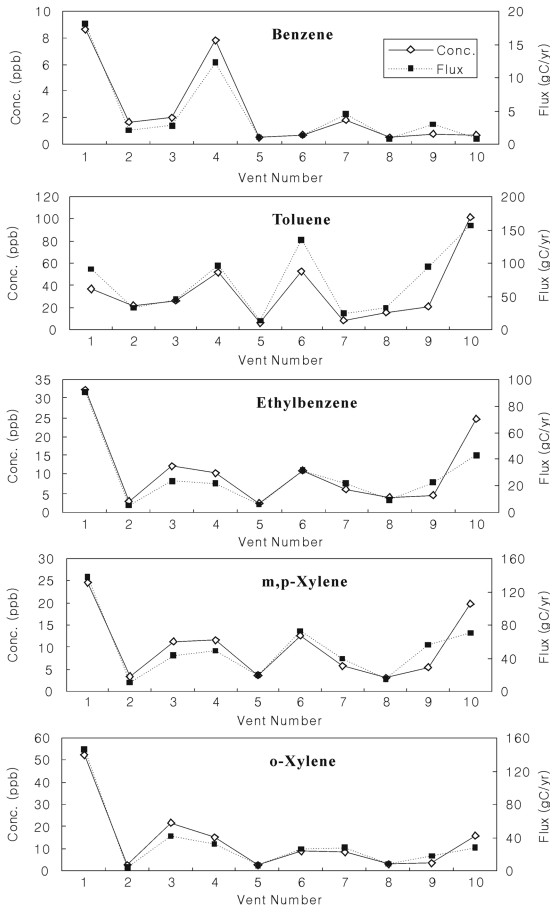 Benzene
Conc. (ppb)
10
8
6
4
2
0
Conc.
Flux
20
15
10
5
0
Flux (gC/yr)
1 2 3 4 5 6 7 8 9 10
Vent Number
Toluene
Conc. (ppb)
120
100
80
60
40
20
0
200
150
100
50
0
Flux (gC/yr)
1 2 3 4 5 6 7 8 9 10
Vent Number
Ethylbenzene
Conc. (ppb)
35
30
25
20
15
10
5
0
100
80
60
40
20
0
Flux (gC/yr)
1 2 3 4 5 6 7 8 9 10
Vent Number
m,p-Xylene
Conc. (ppb)
30
25
20
15
10
5
0
160
120
80
40
0
Flux (gC/yr)
1 2 3 4 5 6 7 8 9 10
Vent Number
o-Xylene
Conc. (ppb)
60
50
40
30
20
10
0
160
120
80
40
0
Flux (gC/yr)
1 2 3 4 5 6 7 8 9 10
Vent Number